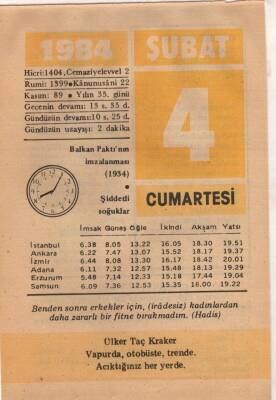 1984 ŞUBAT
Hicri:1404,Cemaziyelevvel 2
Rumi: 1399•Kânunusâni 22
Kasım: 89 • Yılın 35. günü
Gecenin devamı: 13 s. 35 d.
Gündüzün devamı:10 s. 25 d.
Gündüzün uzayışı: 2 dakika
4
CUMARTESİ
Balkan Paktı'nın
imzalanması
(1934)
•
Şiddetli
soğuklar
İmsak Güneş Öğle İkindi Akşam Yatsı
İstanbul 6.38 8.05 13.22 16.05 18.30 19.51
Ankara 6.22 7.47 13.07 15.52 18.17 19.37
İzmir 6.44 8.08 13.30 16.17 18.42 20.01
Adana 6.11 7.32 12.57 15.48 18.13 19.29
Erzurum 5.48 7.14 12.33 15.18 17.44 19.04
Samsun 6.09 7.36 12.53 15.35 18.00 19.22
Benden sonra erkekler için, (irâdesiz) kadınlardan
daha zararlı bir fitne bırakmadım. (Hadis)
Ülker Taç Kraker
Vapurda, otobüste, trende.
Acıktığınız her yerde.